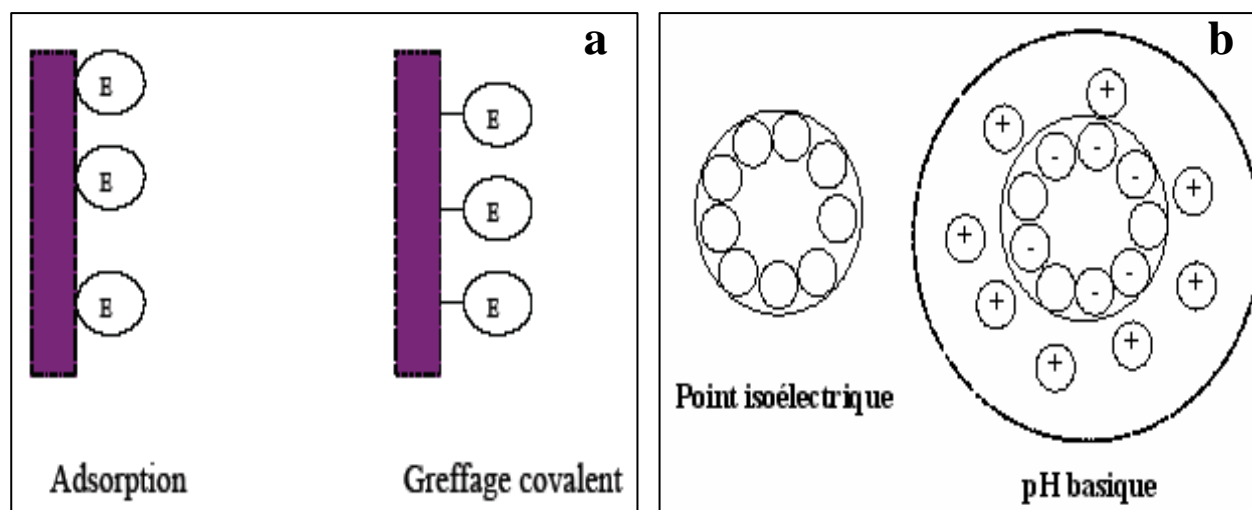 a
E
E
E
Adsorption
E
E
E
Greffage covalent
b
Point isoélectrique
+
+
-
-
-
+
+
-
-
-
+
+
+
+
pH basique